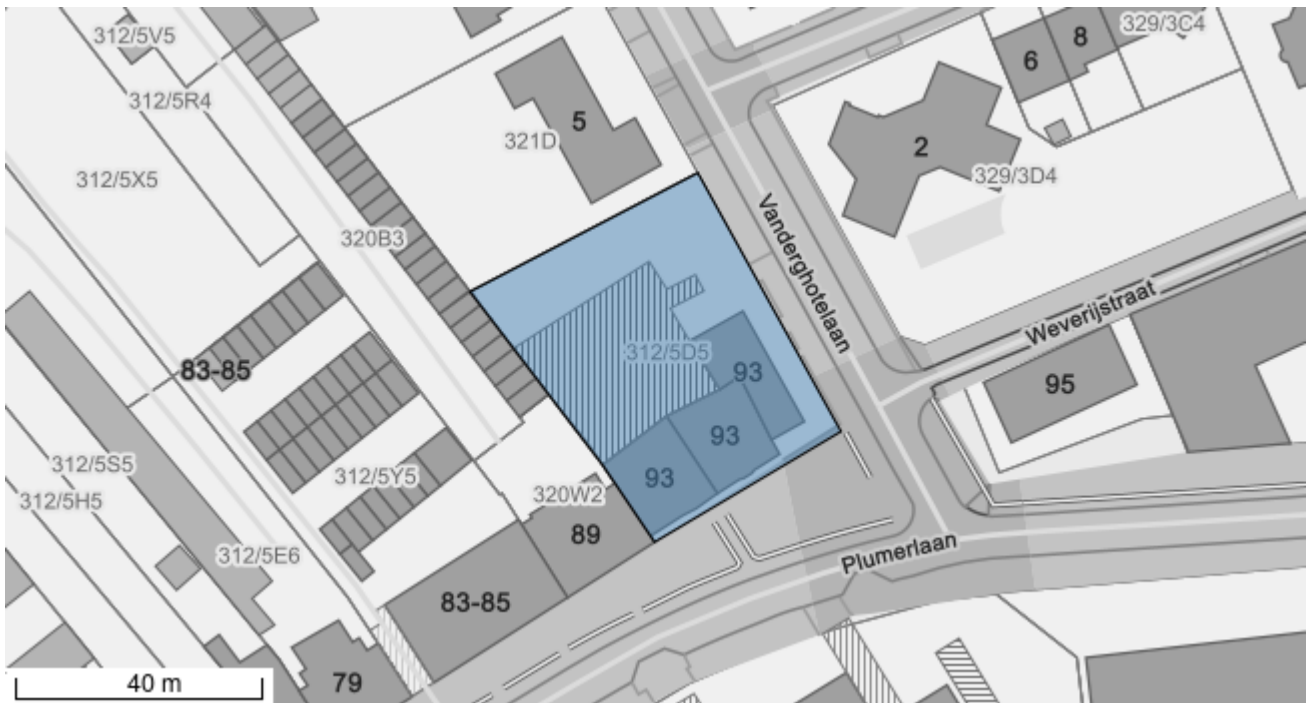 312/5V5
329/3C4
8
6
312/5R4
5
321D
2
329/3D4
312/5X5
320B3
Vanderghotelaan
Weverijstraat
312/5D5
83-85
93
95
93
312/5S5
312/5Y5
93
312/5H5
320W2
89
Plumerlaan
312/5E6
83-85
40 m
79